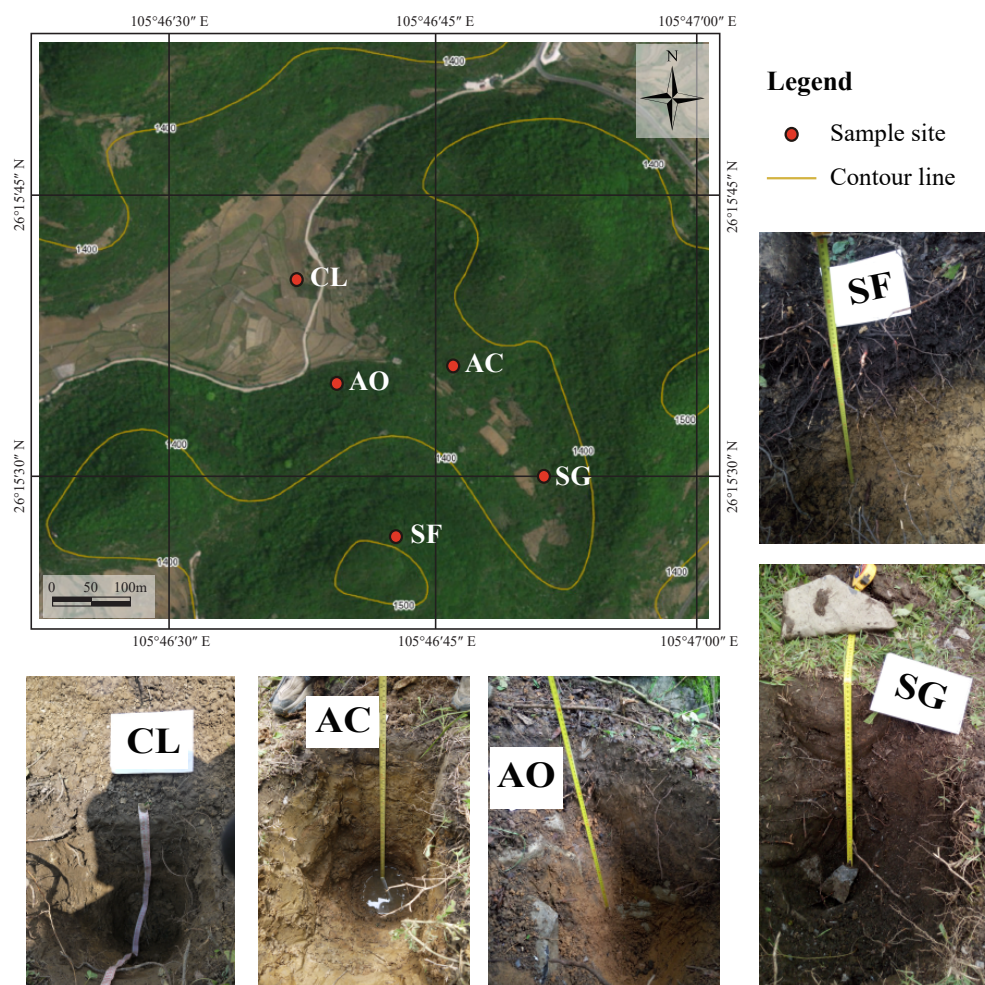 105°46′30″ E
105°46′45″ E
105°47′00″ E
26°15′45″ N
26°15′30″ N
26°15′45″ N
26°15′30″ N
N
1400
1400
1400
1400
CL
AC
AO
1500
1400
1400
1400
SG
SF
1400
1400
1500
0 50 100m
105°46′30″ E
105°46′45″ E
105°47′00″ E
Legend
Sample site
Contour line
SF
SG
CL
AC
AO